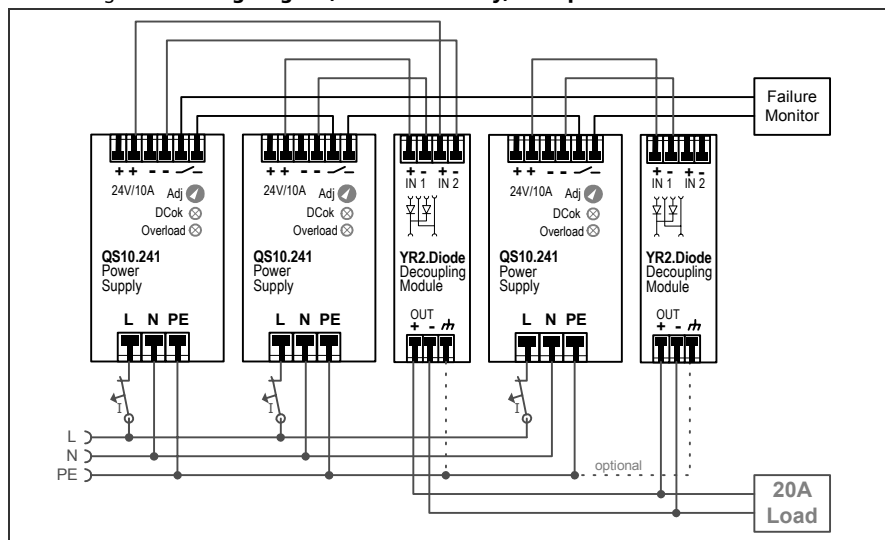 Failure
Monitor
+ + - -
24V/10A
Adj
DCok
Overload
QS10.241
Power
Supply
L N PE
+ + - -
24V/10A
Adj
DCok
Overload
QS10.241
Power
Supply
L N PE
+ - + -
IN 1 IN 2
YR2.Diode
Decoupling
Module
OUT
+ -
+ + - -
24V/10A
Adj
DCok
Overload
QS10.241
Power
Supply
L N PE
+ - + -
IN 1 IN 2
YR2.Diode
Decoupling
Module
OUT
+ -
I
I
I
L
N
PE
optional
20A
Load